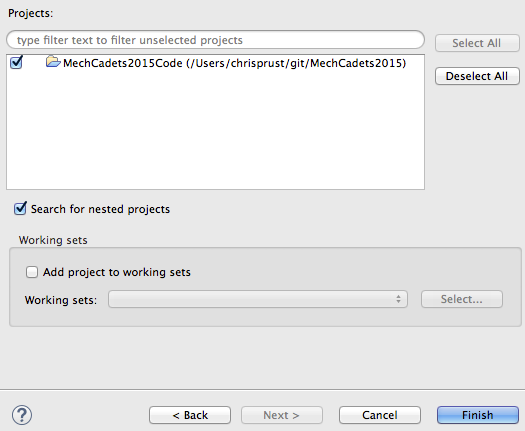 Projects:
type filter text to filter unselected projects
Select All
MechCadets2015Code (/Users/chrisprust/git/MechCadets2015)
Deselect All
Search for nested projects
Working sets
Add project to working sets
Working sets:
Select...
?
< Back
Next >
Cancel
Finish